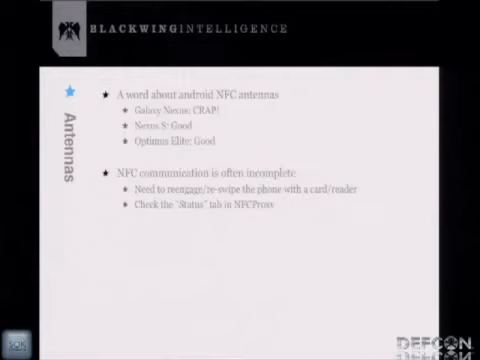 BLACKWINGINTELLIGENCE
Antennas
A word about android NFC antennas
Galaxy Nexus: CRAP!
Nexus S: Good
Optimus Elite: Good
NFC communication is often incomplete
Need to reengage/re-swipe the phone with a card/reader
Check the "Status" tab in NFCProxy
DEFCON